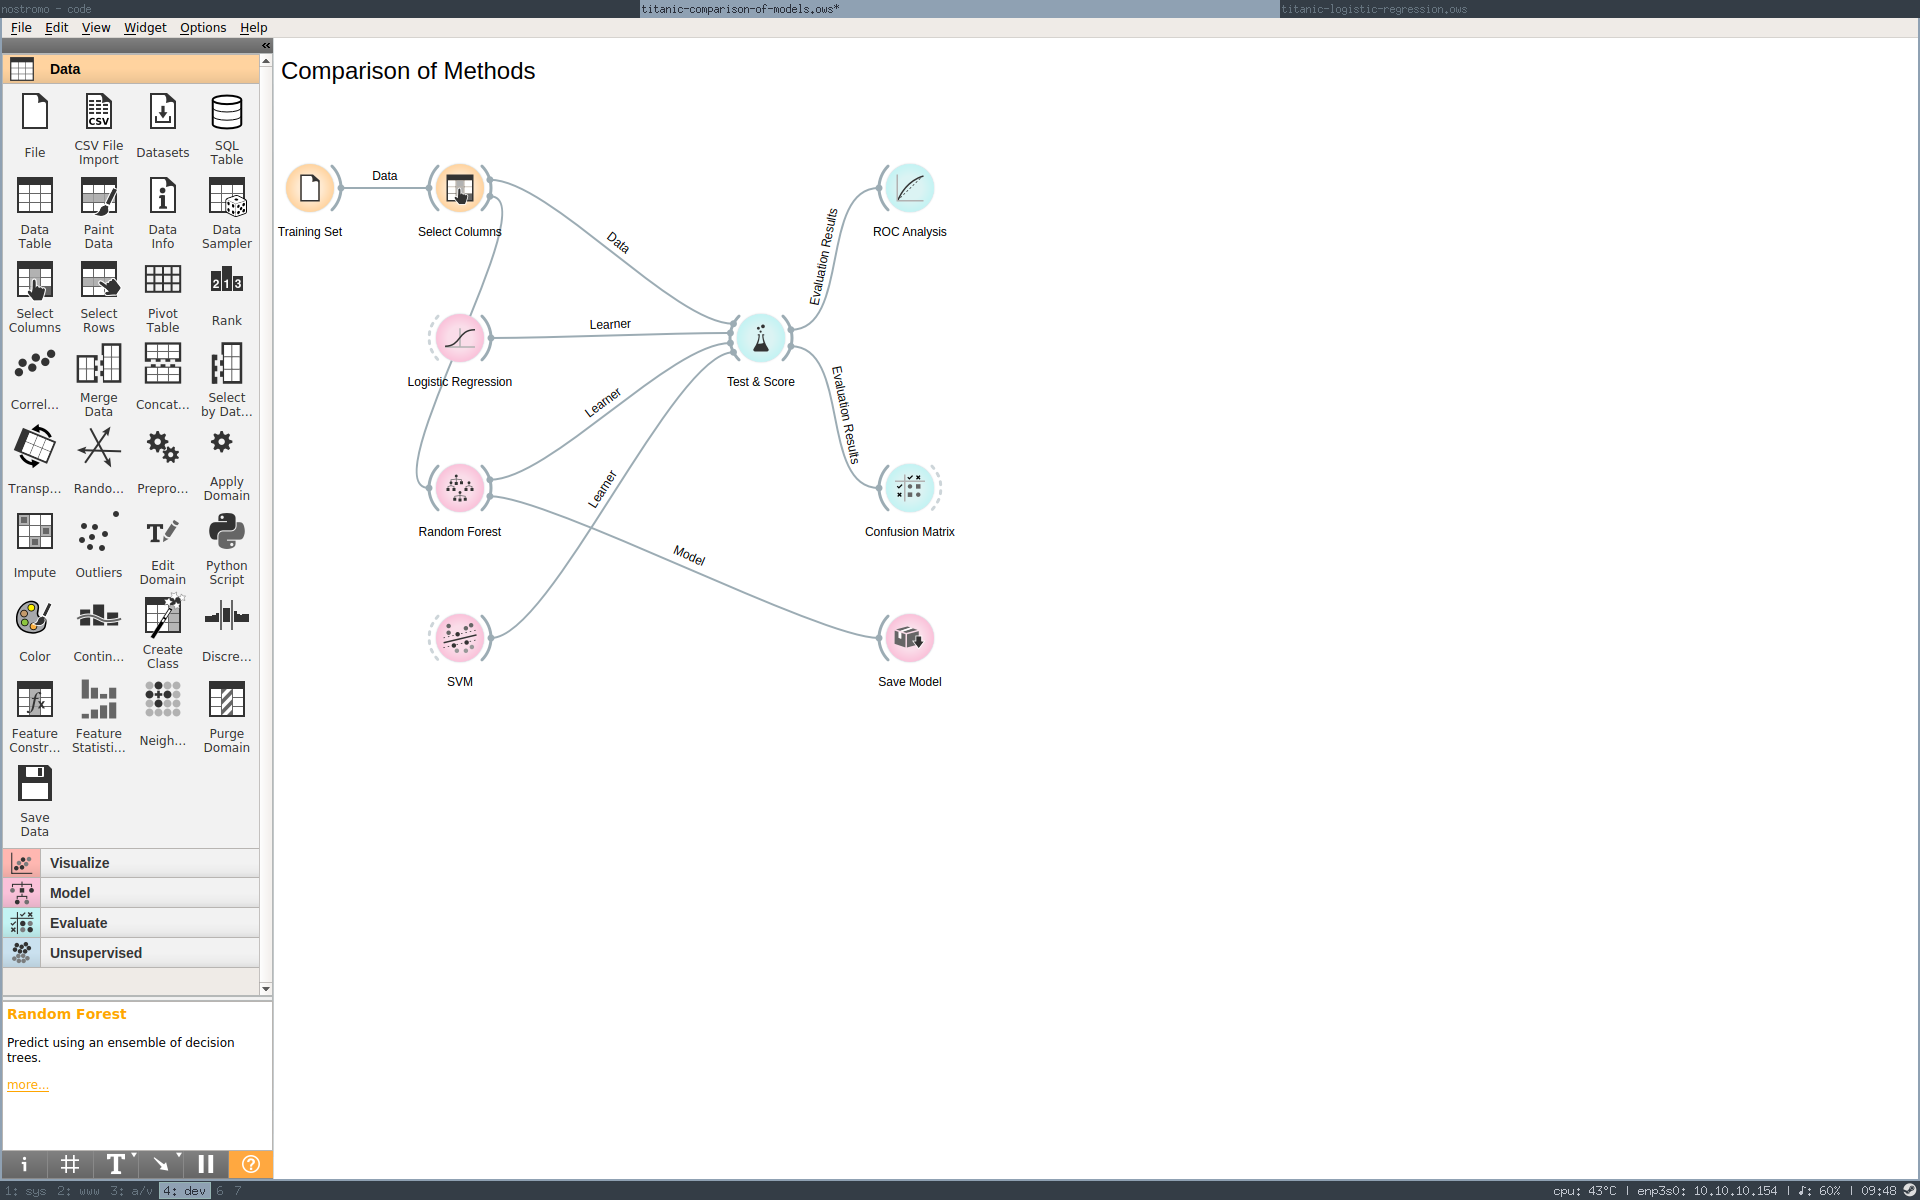 nostromo - code
titanic-comparison-of-models.ows*
titanic-logistic-regression.ows
File Edit View Widget Options Help
«
Data
File
CSV File
Import
Datasets
SQL
Table
Data
Table
Paint
Data
Data
Info
Data
Sampler
Select
Columns
Select
Rows
Pivot
Table
Rank
Correl...
Merge
Data
Concat...
Select
by Dat...
Transp...
Rando...
Prepro...
Apply
Domain
Impute
Outliers
Edit
Domain
Python
Script
Color
Contin...
Create
Class
Discre...
Feature
Constr...
Feature
Statisti...
Neigh...
Purge
Domain
Save
Data
Visualize
Model
Evaluate
Unsupervised
Random Forest
Predict using an ensemble of decision
trees.
more...
Comparison of Methods
Training Set
Data
Select Columns
Data
Logistic Regression
Learner
Random Forest
Learner
SVM
Learner
Model
Test & Score
Evaluation Results
ROC Analysis
Evaluation Results
Confusion Matrix
Save Model
1: sys 2: www 3: a/v 4: dev 6 7
cpu: 43°C | enp3s0: 10.10.10.154 | ♪: 60% | 09:48